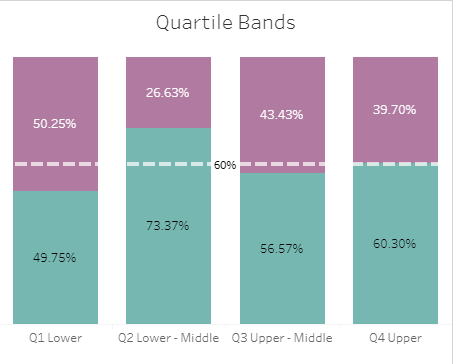 Quartile Bands
50.25%
26.63%
43.43%
39.70%
60%
49.75%
73.37%
56.57%
60.30%
Q1 Lower
Q2 Lower - Middle
Q3 Upper - Middle
Q4 Upper